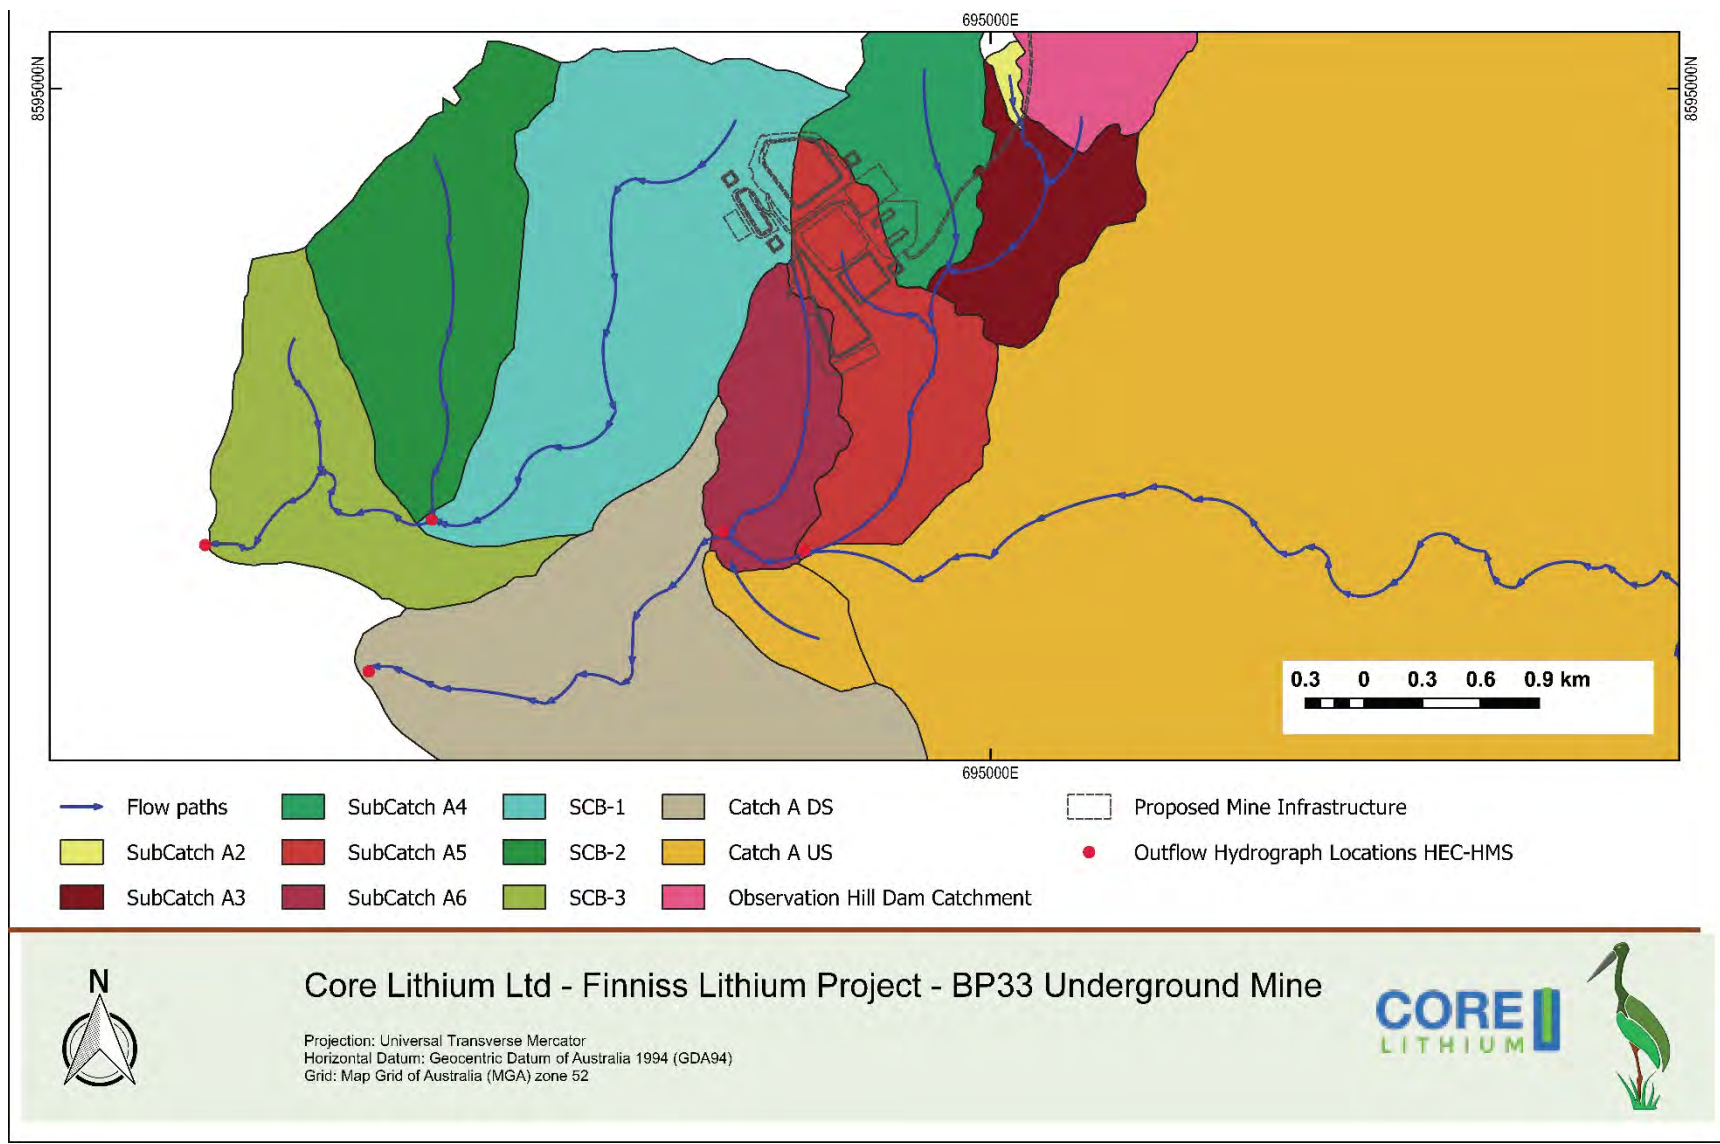 695000E
8595000N
8595000N
0.3 0 0.3 0.6 0.9 km
695000E
Flow paths
SubCatch A4
SCB-1
Catch A DS
Proposed Mine Infrastructure
SubCatch A2
SubCatch A5
SCB-2
Catch A US
Outflow Hydrograph Locations HEC-HMS
SubCatch A3
SubCatch A6
SCB-3
Observation Hill Dam Catchment
N
Core Lithium Ltd - Finniss Lithium Project - BP33 Underground Mine
Projection: Universal Transverse Mercator
Horizontal Datum: Geocentric Datum of Australia 1994 (GDA94)
Grid: Map Grid of Australia (MGA) zone 52
CORE
LITHIUM